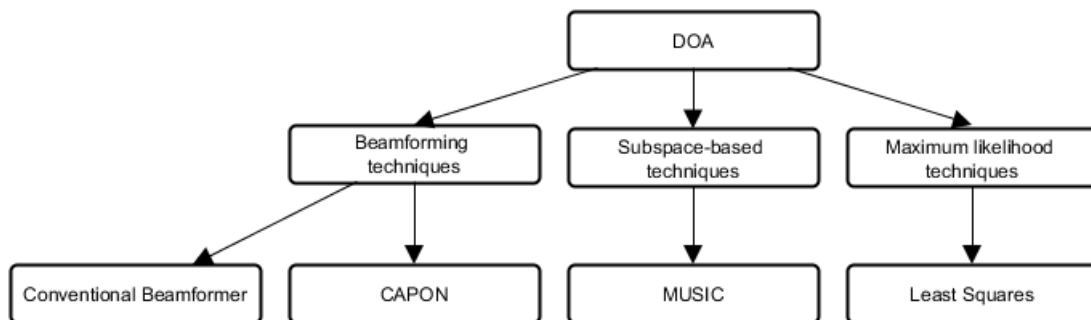 DOA
Beamforming
techniques
Subspace-based
techniques
Maximum likelihood
techniques
Conventional Beamformer
CAPON
MUSIC
Least Squares